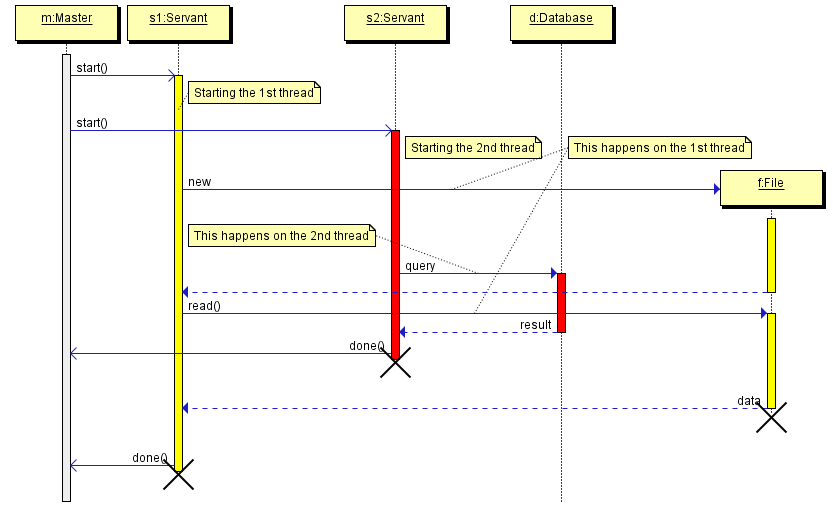 m:Master
s1:Servant
s2:Servant
d:Database
start()
Starting the 1st thread
start()
Starting the 2nd thread
This happens on the 1st thread
new
f:File
This happens on the 2nd thread
query
read()
result
done()
data
done()